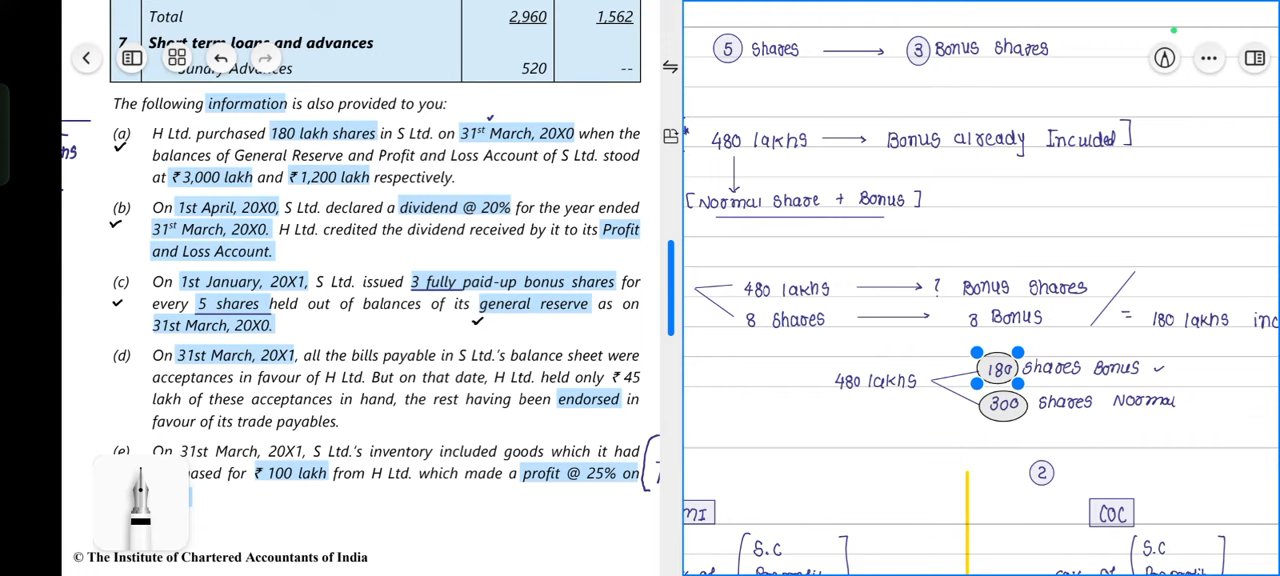 Total 2,960 1,562
7 Short term loans and advances
Sundry Advances 520 --
The following information is also provided to you:
(a) H Ltd. purchased 180 lakh shares in S Ltd. on 31st March, 20X0 when the
balances of General Reserve and Profit and Loss Account of S Ltd. stood
at ₹ 3,000 lakh and ₹ 1,200 lakh respectively.
(b) On 1st April, 20X0, S Ltd. declared a dividend @ 20% for the year ended
31st March, 20X0. H Ltd. credited the dividend received by it to its Profit
and Loss Account.
(c) On 1st January, 20X1, S Ltd. issued 3 fully paid-up bonus shares for
every 5 shares held out of balances of its general reserve as on
31st March, 20X0.
(d) On 31st March, 20X1, all the bills payable in S Ltd.'s balance sheet were
acceptances in favour of H Ltd. But on that date, H Ltd. held only ₹ 45
lakh of these acceptances in hand, the rest having been endorsed in
favour of its trade payables.
(e) On 31st March, 20X1, S Ltd.'s inventory included goods which it had
ased for ₹ 100 lakh from H Ltd. which made a profit @ 25% on
© The Institute of Chartered Accountants of India
5 Shares → 3 Bonus Shares
* 480 lakhs → Bonus already Included ]
[ Normal Share + Bonus ]
480 lakhs → ? Bonus Shares
8 Shares → 3 Bonus / = 180 lakhs inc
480 lakhs
180 Shares Bonus ✓
300 Shares Normal
2
MI COC
S.C S.C